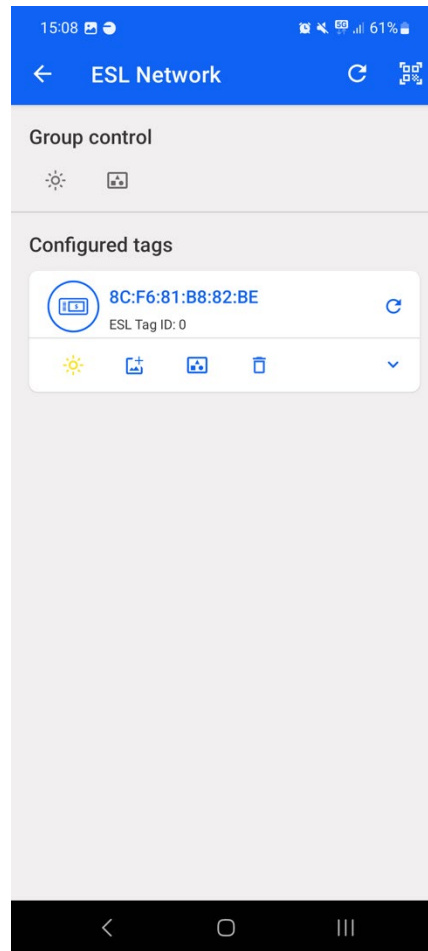 15:08 5G 61%
ESL Network
Group control
Configured tags
8C:F6:81:B8:82:BE
ESL Tag ID: 0